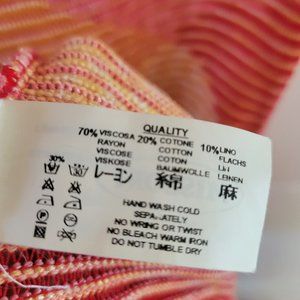 QUALITY
70% VISCOSA 20% COTONE 10% LINO
RAYON COTTON FLACHS
VISCOSE COTON
VISKOSE BAUMWOLLE LEINEN
30%
レーヨン 綿 麻
HAND WASH COLD
SEPARATELY
NO WRING OR TWIST
NO BLEACH WARM IRON
DO NOT TUMBLE DRY